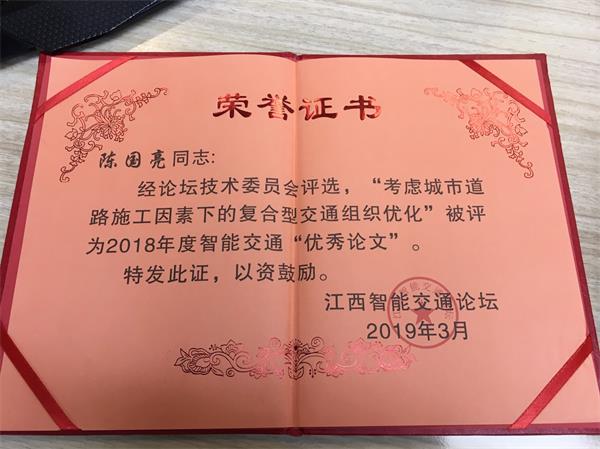 荣誉证书
陈国亮同志:
经论坛技术委员会评选，“考虑城市道
路施工因素下的复合型交通组织优化”被评
为2018年度智能交通“优秀论文”。
特发此证，以资鼓励。
江西智能交通论坛
2019年3月